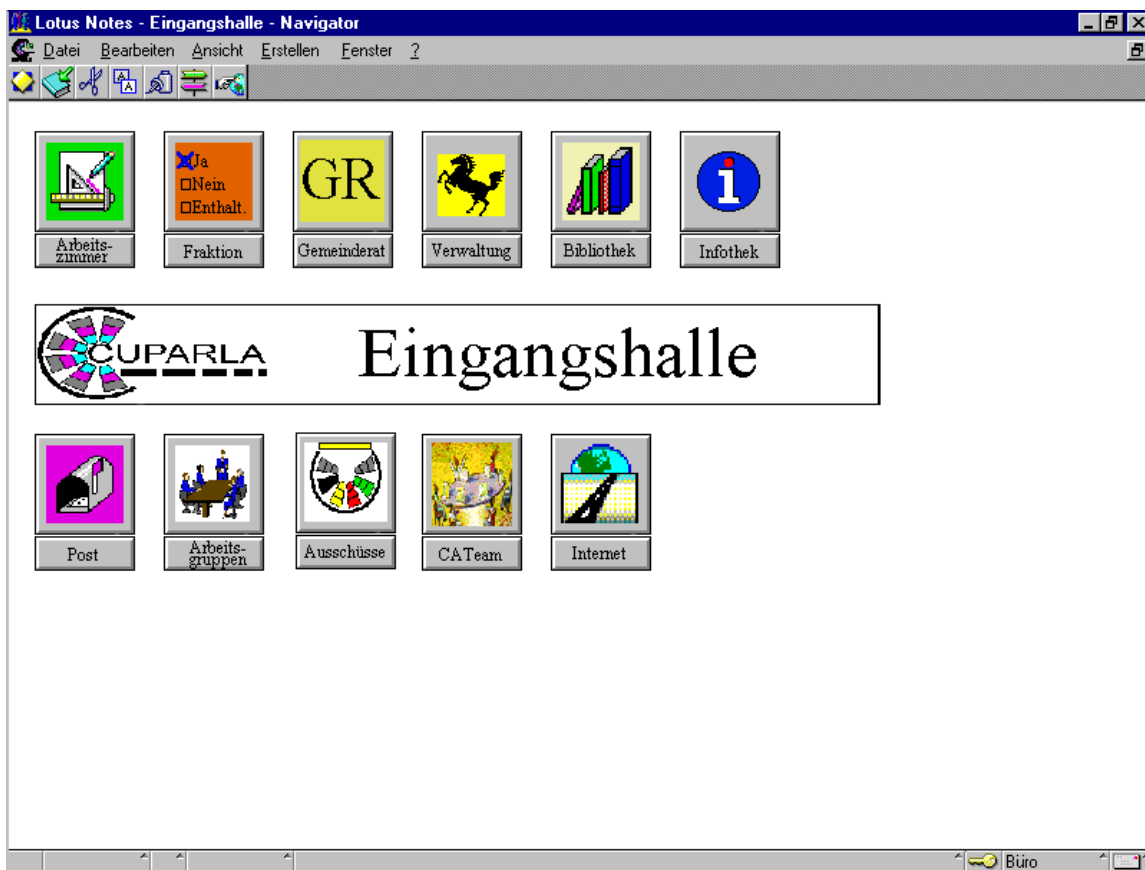 Lotus Notes - Eingangshalle - Navigator
Datei Bearbeiten Ansicht Erstellen Fenster ?
A
A
Ja
Nein
Enthalt.
GR
i
Arbeits-
zimmer
Fraktion
Gemeinderat
Verwaltung
Bibliothek
Infothek
CUPARLA
Eingangshalle
Post
Arbeits-
gruppen
Ausschüsse
CATeam
Internet
Büro